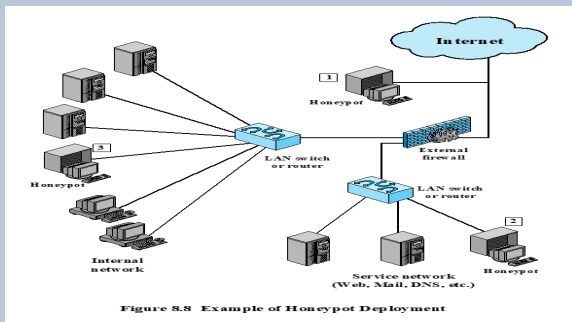 Internet
1
Honeypot
External
firewall
LAN switch
or router
3
Honeypot
LAN switch
or router
2
Honeypot
Internal
network
Service network
(Web, Mail, DNS, etc.)
Figure 8.8 Example of Honeypot Deployment